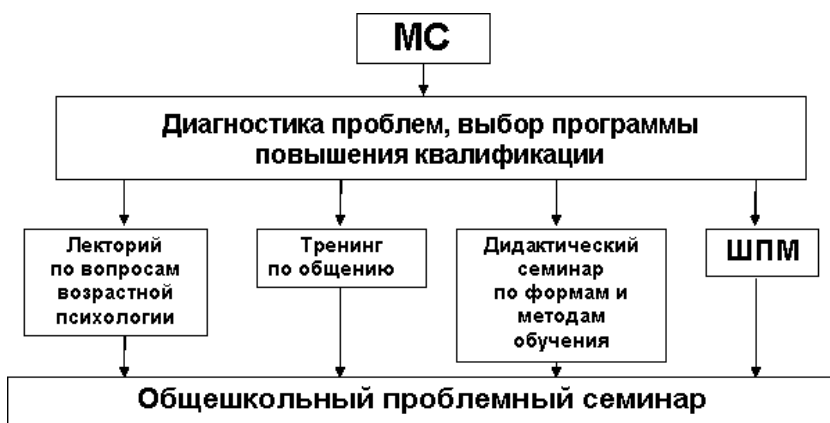 МС
Диагностика проблем, выбор программы
повышения квалификации
Лекторий
по вопросам
возрастной
психологии
Тренинг
по общению
Дидактический
семинар
по формам и
методам
обучения
ШПМ
Общешкольный проблемный семинар